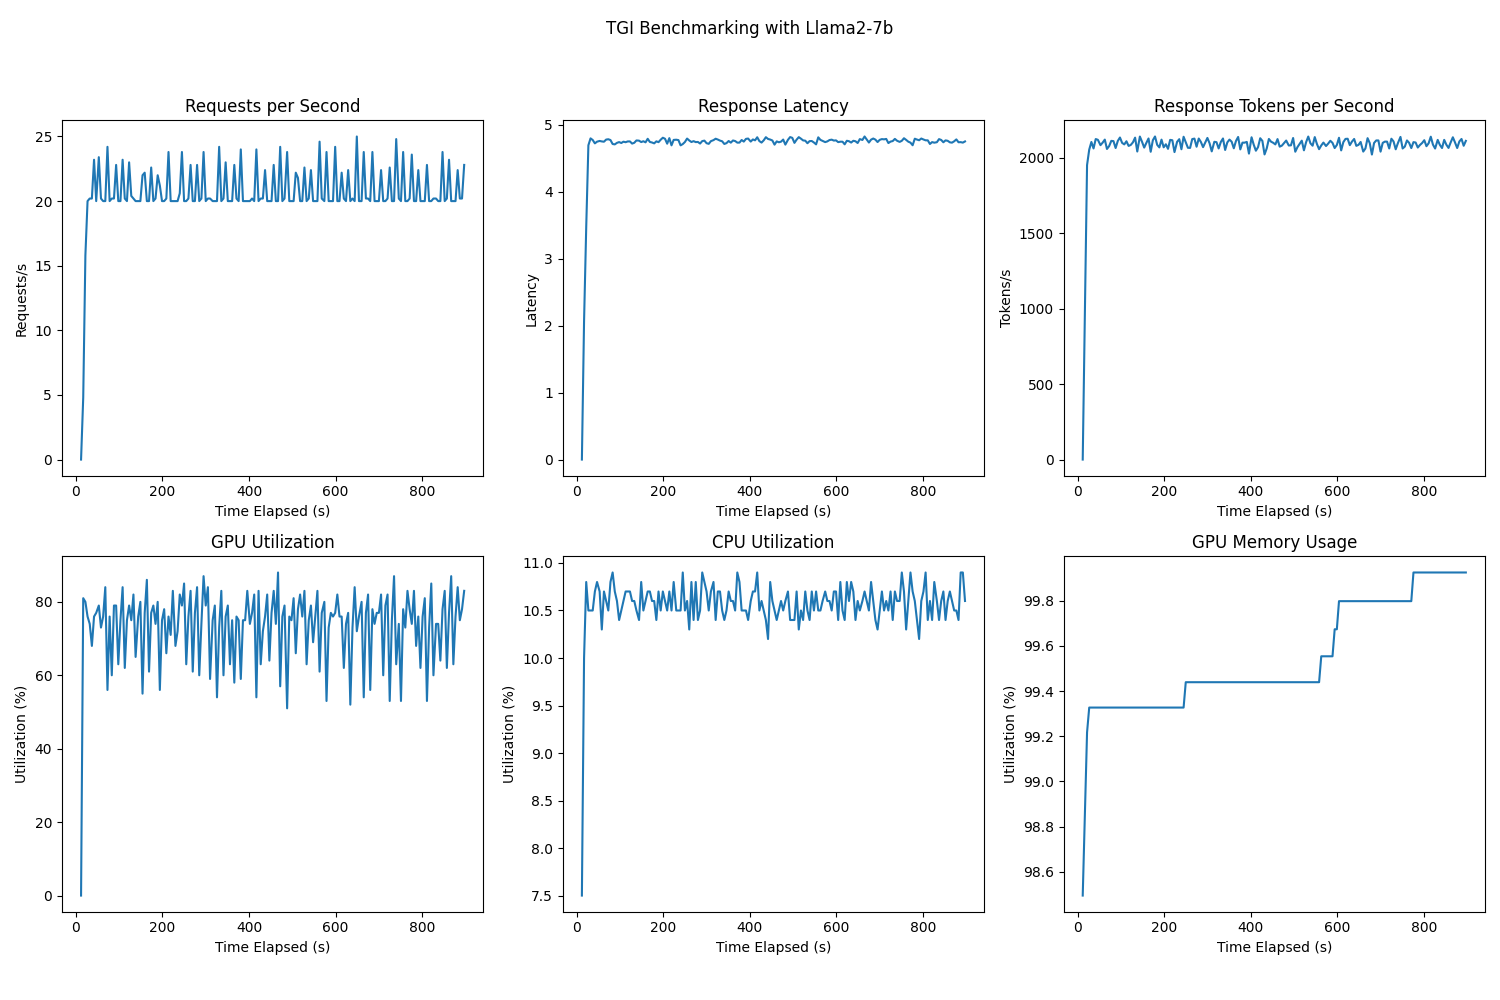 TGI Benchmarking with Llama2-7b
Requests per Second
Requests/s
25
20
15
10
5
0
0 200 400 600 800
Time Elapsed (s)
Response Latency
Latency
5
4
3
2
1
0
0 200 400 600 800
Time Elapsed (s)
Response Tokens per Second
Tokens/s
2000
1500
1000
500
0
0 200 400 600 800
Time Elapsed (s)
GPU Utilization
Utilization (%)
80
60
40
20
0
0 200 400 600 800
Time Elapsed (s)
CPU Utilization
Utilization (%)
11.0
10.5
10.0
9.5
9.0
8.5
8.0
7.5
0 200 400 600 800
Time Elapsed (s)
GPU Memory Usage
Utilization (%)
99.8
99.6
99.4
99.2
99.0
98.8
98.6
0 200 400 600 800
Time Elapsed (s)